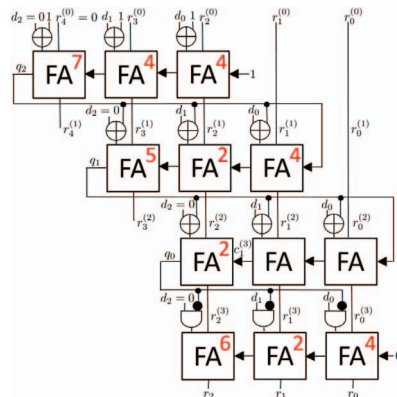 d₂ = 0 1 r₄⁽⁰⁾ = 0 d₁ 1 r₃⁽⁰⁾ d₀ 1 r₂⁽⁰⁾ r₁⁽⁰⁾ r₀⁽⁰⁾
q₂ FA 7 FA 4 FA 4 1
r₄⁽¹⁾ d₂ = 0 r₃⁽¹⁾ d₁ r₂⁽¹⁾ d₀ r₁⁽¹⁾ r₀⁽¹⁾
q₁ FA 5 FA 2 FA 4
r₃⁽²⁾ d₂ = 0 r₂⁽²⁾ d₁ r₁⁽²⁾ d₀ r₀⁽²⁾
q₀ FA 2 c⁽³⁾ FA FA
d₂ = 0 r₂⁽³⁾ d₁ r₁⁽³⁾ d₀ r₀⁽³⁾
FA 6 FA 2 FA 4
r₂ r₁ r₀